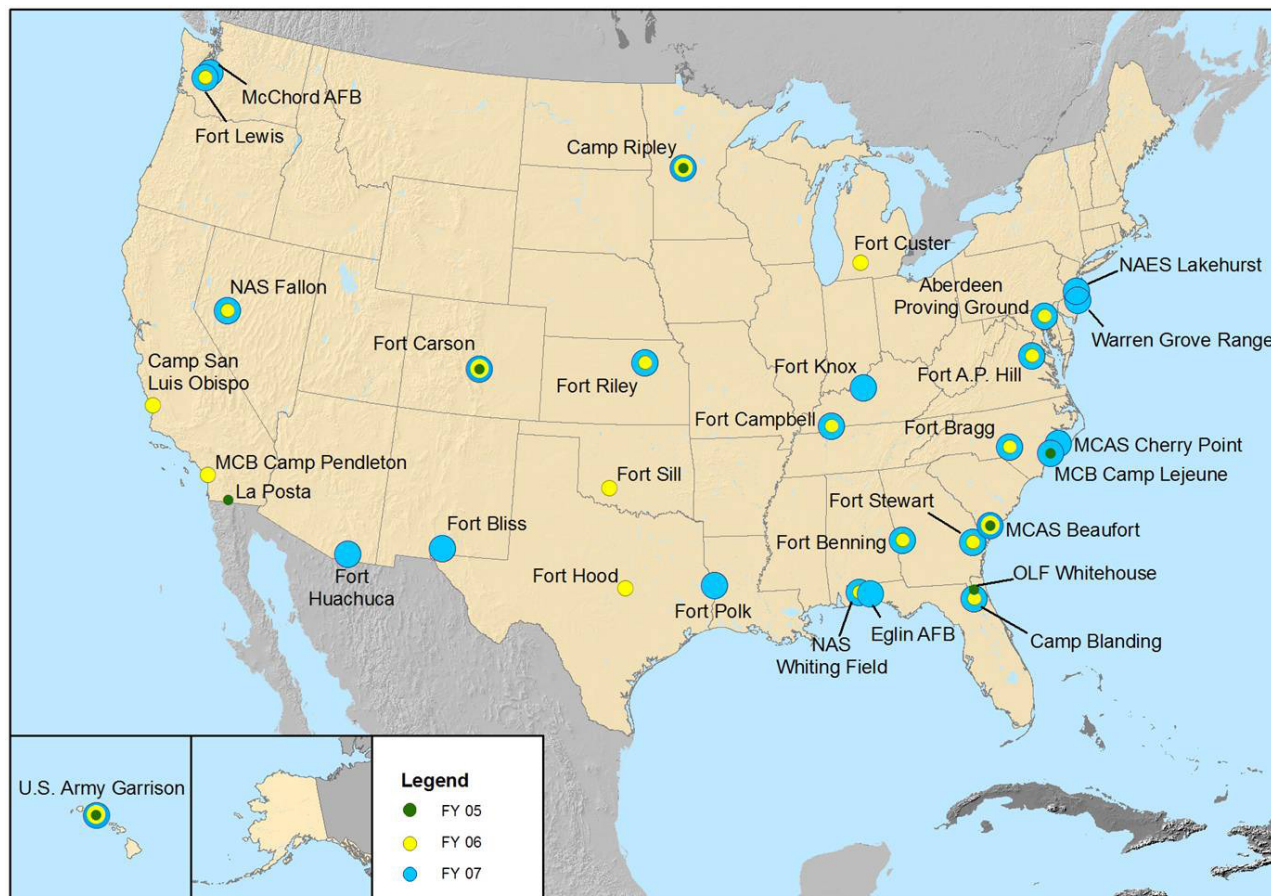 McChord AFB
Fort Lewis
Camp Ripley
Fort Custer
NAES Lakehurst
NAS Fallon
Aberdeen
Proving Ground
Warren Grove Range
Camp San
Luis Obispo
Fort Carson
Fort Riley
Fort Knox
Fort A.P. Hill
Fort Campbell
Fort Bragg
MCAS Cherry Point
MCB Camp Lejeune
MCB Camp Pendleton
La Posta
Fort Sill
Fort Stewart
MCAS Beaufort
Fort Bliss
Fort Benning
Fort
Huachuca
Fort Hood
Fort Polk
OLF Whitehouse
NAS
Whiting Field
Eglin AFB
Camp Blanding
U.S. Army Garrison
Legend
FY 05
FY 06
FY 07